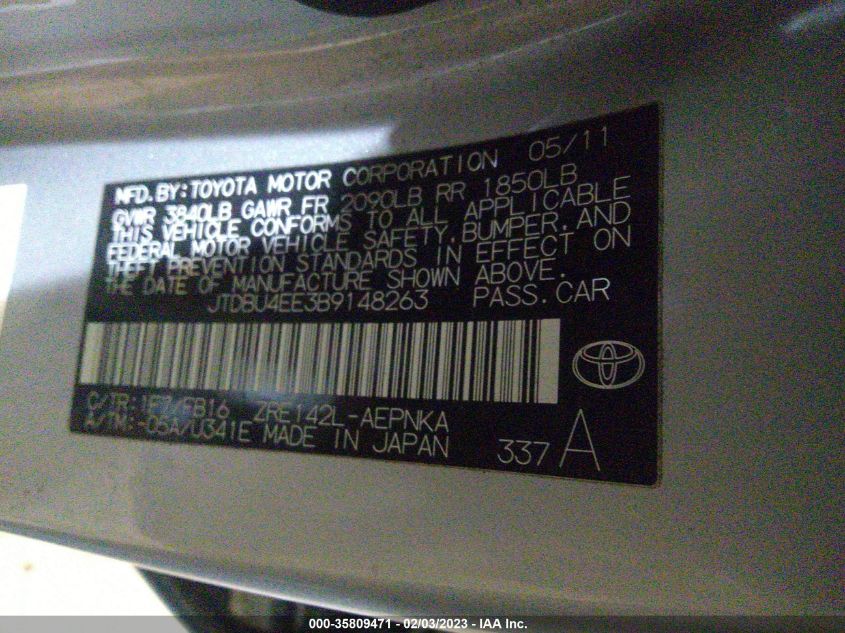 MFD.BY:TOYOTA MOTOR CORPORATION 05/11
GVWR 3840LB GAWR FR 2090LB RR 1850LB
THIS VEHICLE CONFORMS TO ALL APPLICABLE
FEDERAL MOTOR VEHICLE SAFETY,BUMPER,AND
THEFT PREVENTION STANDARDS IN EFFECT ON
THE DATE OF MANUFACTURE SHOWN ABOVE.
JTDBU4EE3B9148263 PASS.CAR
C/TR:1F7/FB16 ZRE142L-AEPNKA
A/TM:-05A/U341E MADE IN JAPAN
337 A
000-35809471 - 02/03/2023 - IAA Inc.